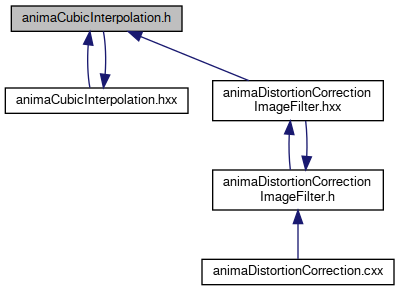 animaCubicInterpolation.h
animaCubicInterpolation.hxx
animaDistortionCorrection
ImageFilter.hxx
animaDistortionCorrection
ImageFilter.h
animaDistortionCorrection.cxx